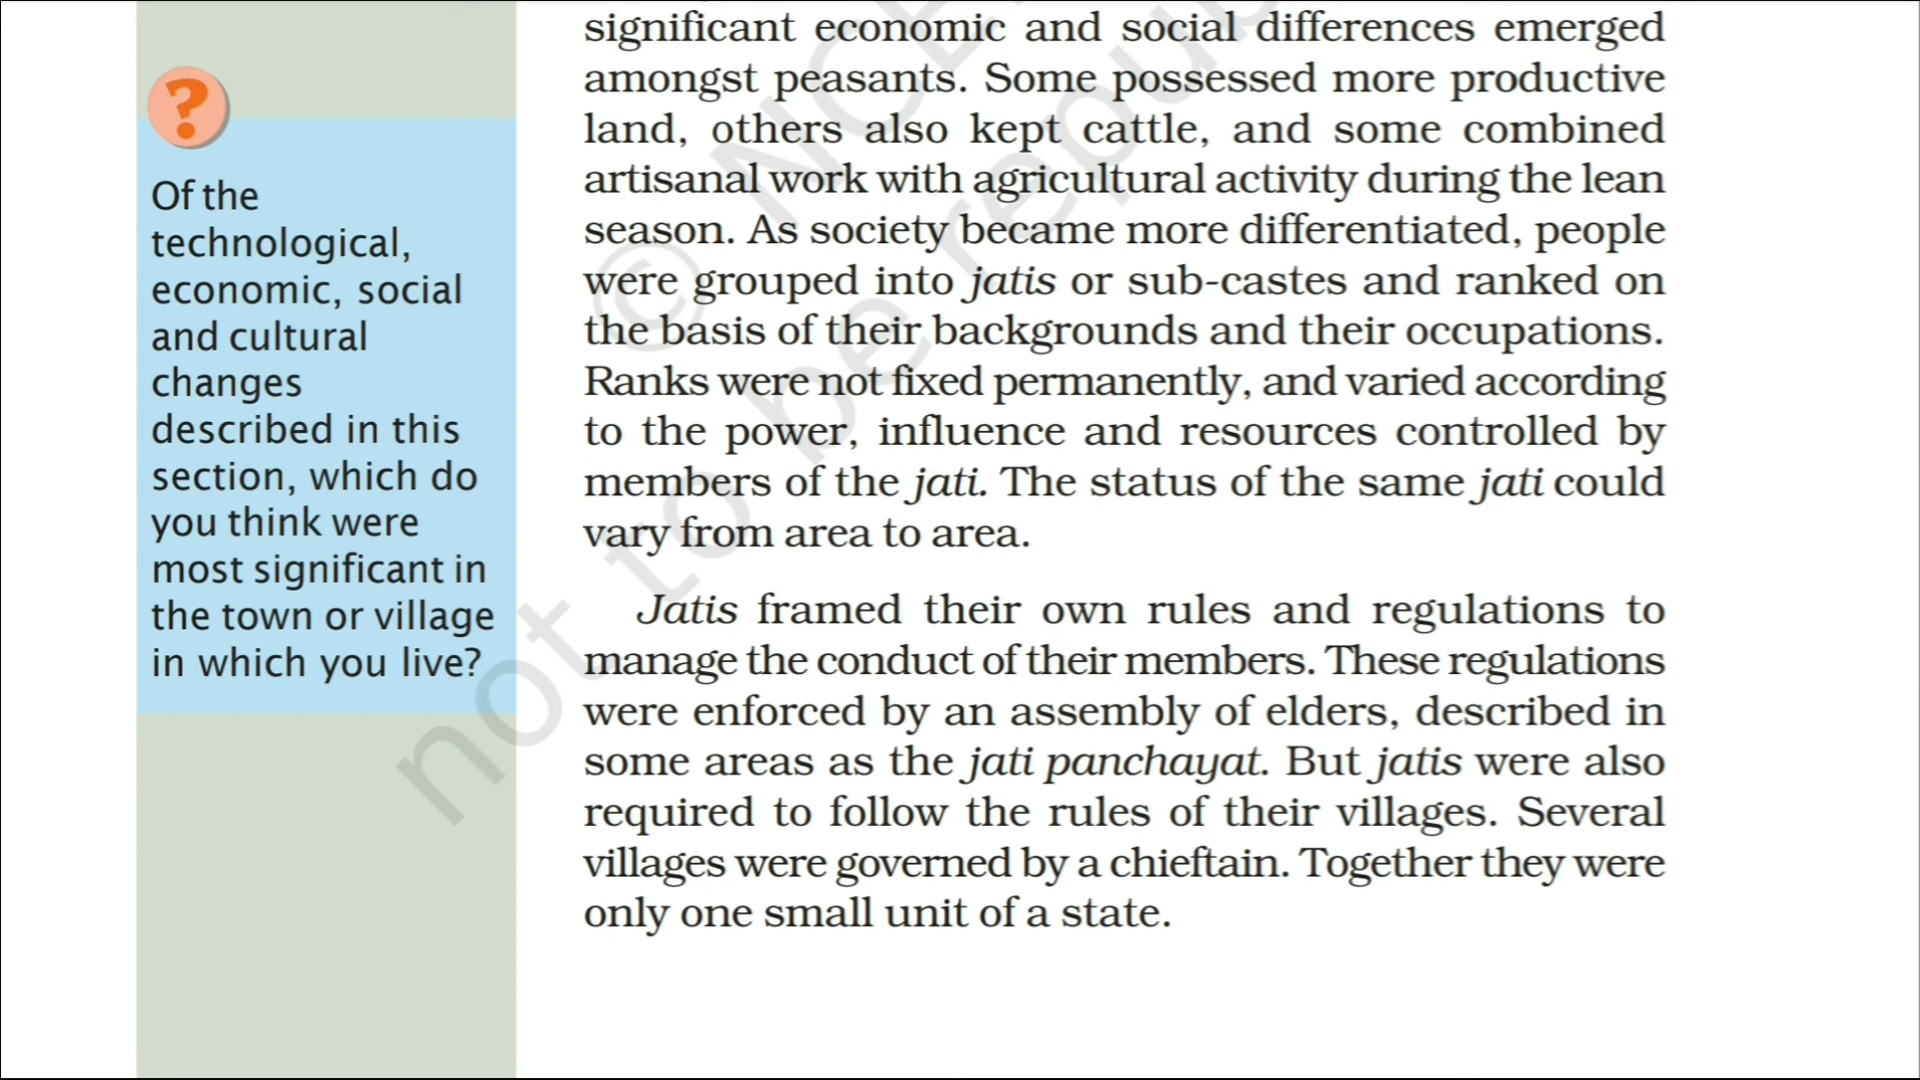 ?
Of the
technological,
economic, social
and cultural
changes
described in this
section, which do
you think were
most significant in
the town or village
in which you live?
significant economic and social differences emerged
amongst peasants. Some possessed more productive
land, others also kept cattle, and some combined
artisanal work with agricultural activity during the lean
season. As society became more differentiated, people
were grouped into jatis or sub-castes and ranked on
the basis of their backgrounds and their occupations.
Ranks were not fixed permanently, and varied according
to the power, influence and resources controlled by
members of the jati. The status of the same jati could
vary from area to area.
Jatis framed their own rules and regulations to
manage the conduct of their members. These regulations
were enforced by an assembly of elders, described in
some areas as the jati panchayat. But jatis were also
required to follow the rules of their villages. Several
villages were governed by a chieftain. Together they were
only one small unit of a state.
not to be